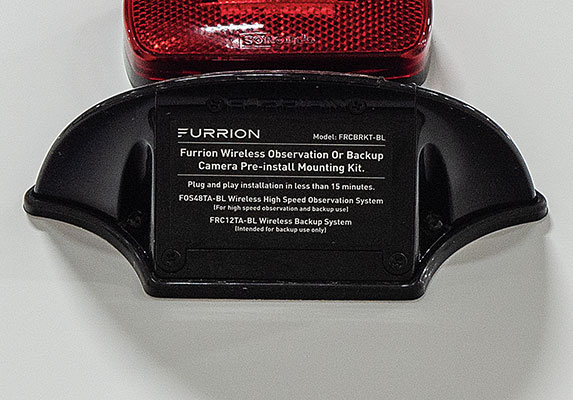 FURRION
Model: FRCBRKT-BL
Furrion Wireless Observation Or Backup
Camera Pre-install Mounting Kit.
Plug and play installation in less than 15 minutes.
FOS48TA-BL Wireless High Speed Observation System
(For high speed observation and backup use)
FRC12TA-BL Wireless Backup System
(Intended for backup use only)